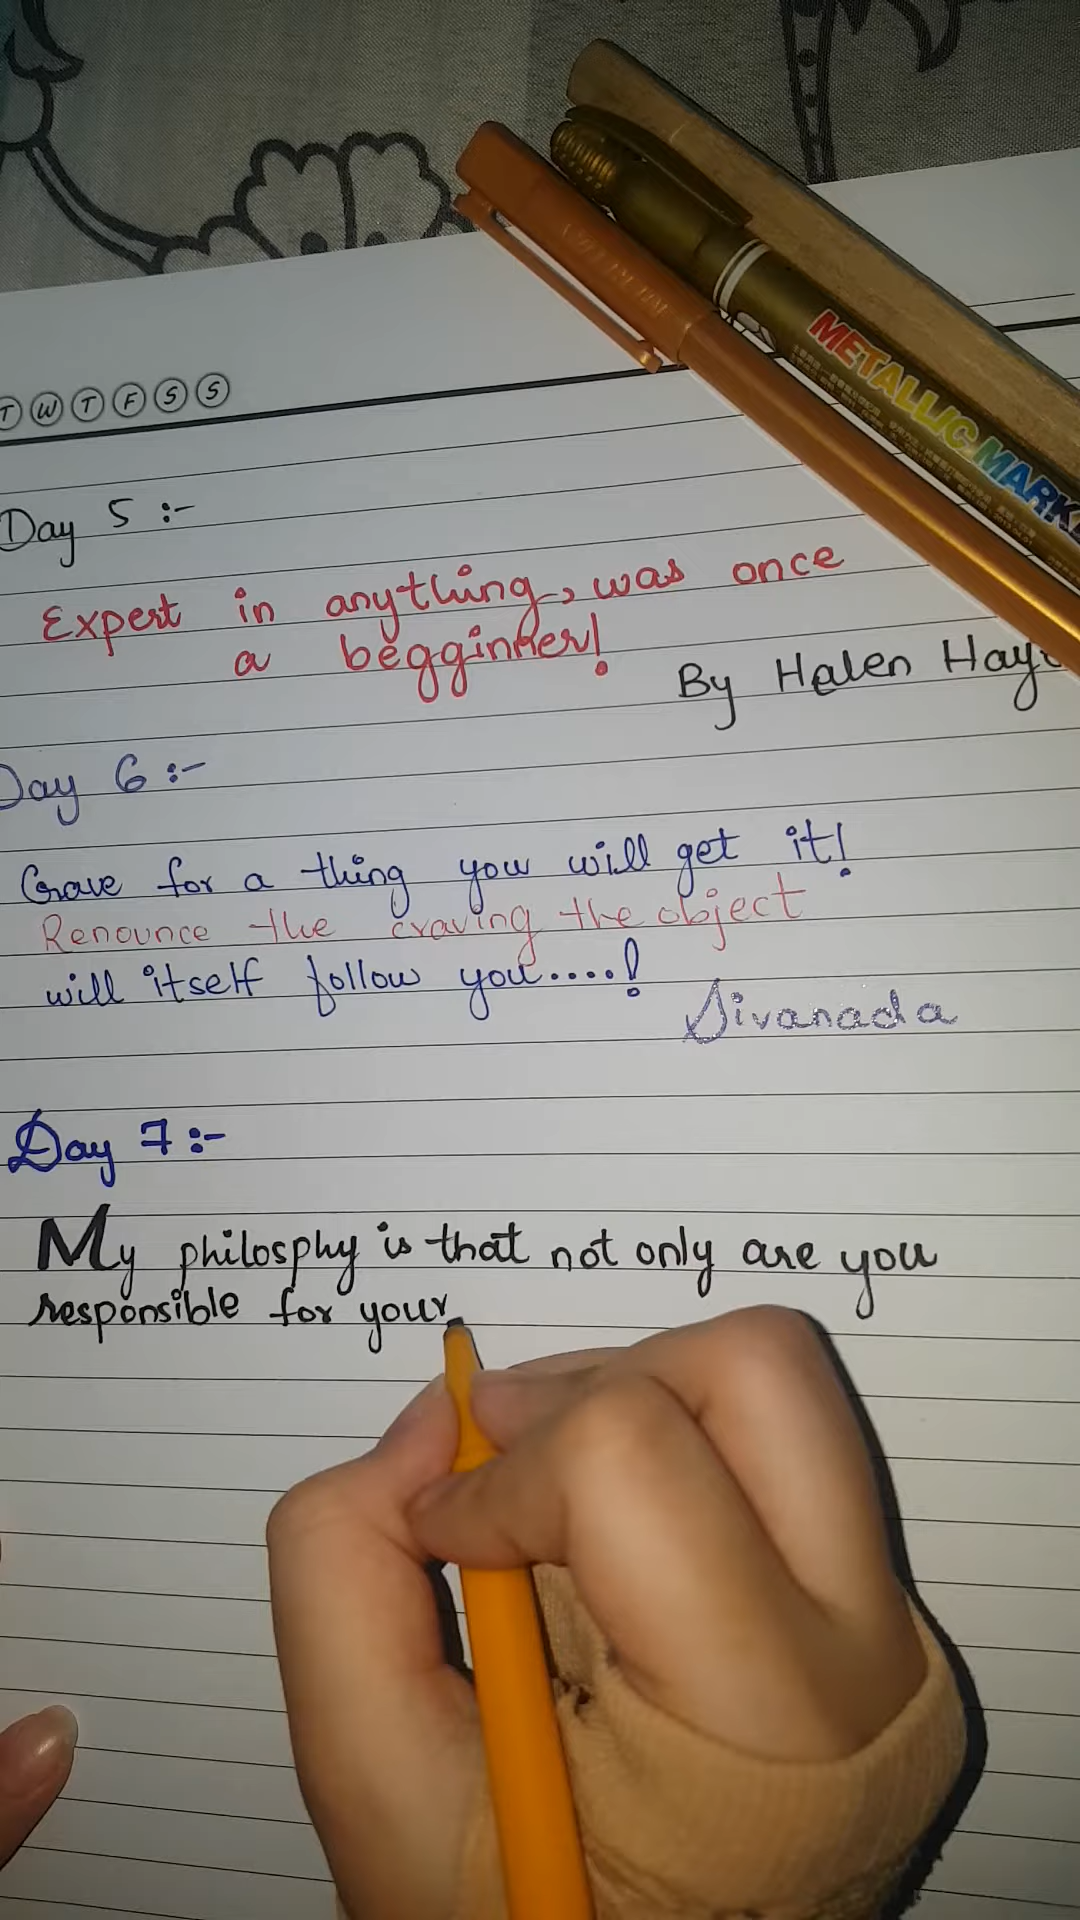 T W T F S S
METALLIC MARK
Day 5 :-
Expert in anything, was once
a begginner!
By Helen Hay
Day 6 :-
Crave for a thing you will get it!
Renounce the craving the object
will itself follow you....!
Sivanada
Day 7 :-
My philosphy is that not only are you
responsible for your